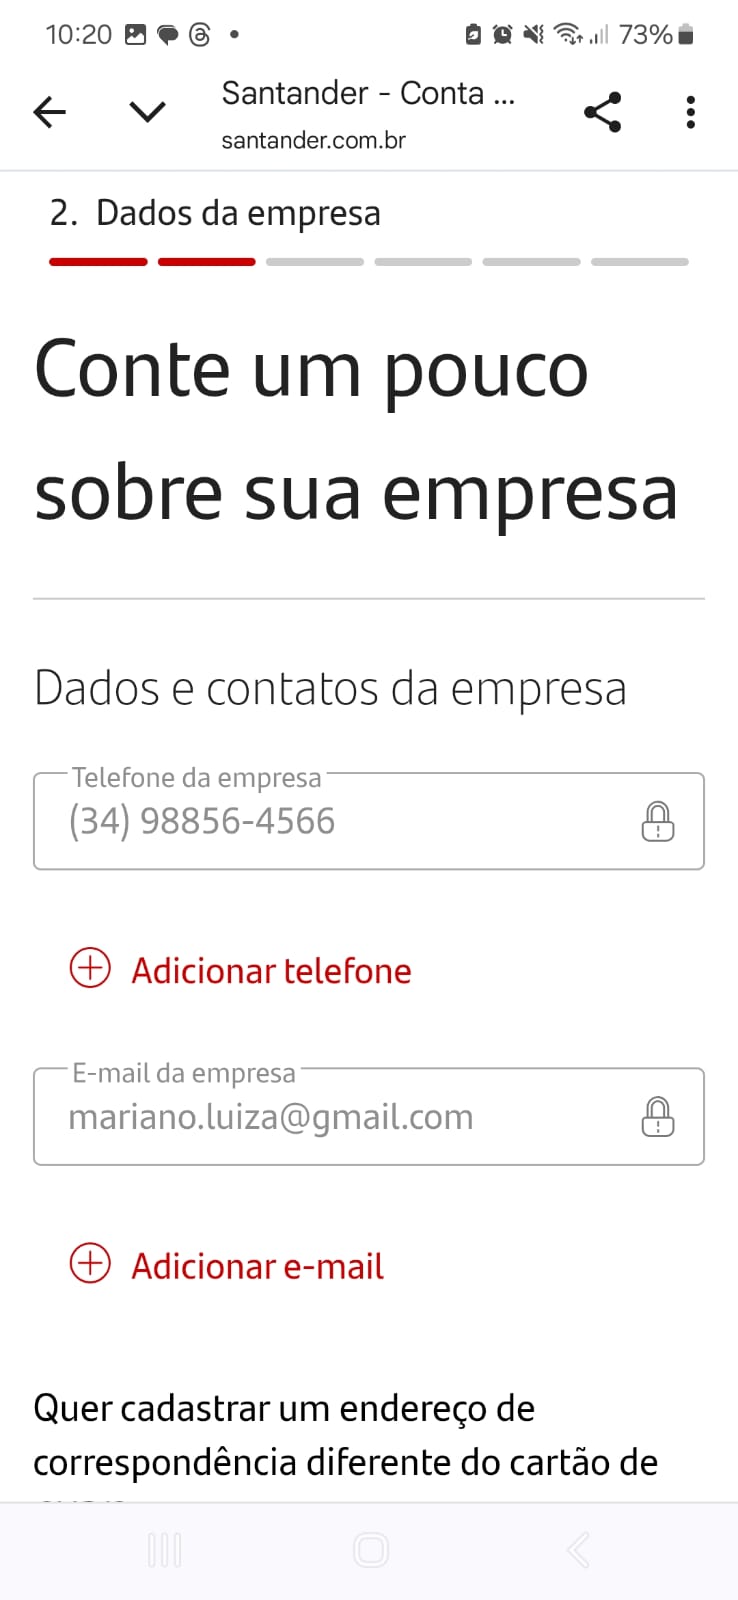 10:20
73%
Santander - Conta ...
santander.com.br
2. Dados da empresa
Conte um pouco
sobre sua empresa
Dados e contatos da empresa
Telefone da empresa
(34) 98856-4566
Adicionar telefone
E-mail da empresa
mariano.luiza@gmail.com
Adicionar e-mail
Quer cadastrar um endereço de
correspondência diferente do cartão de